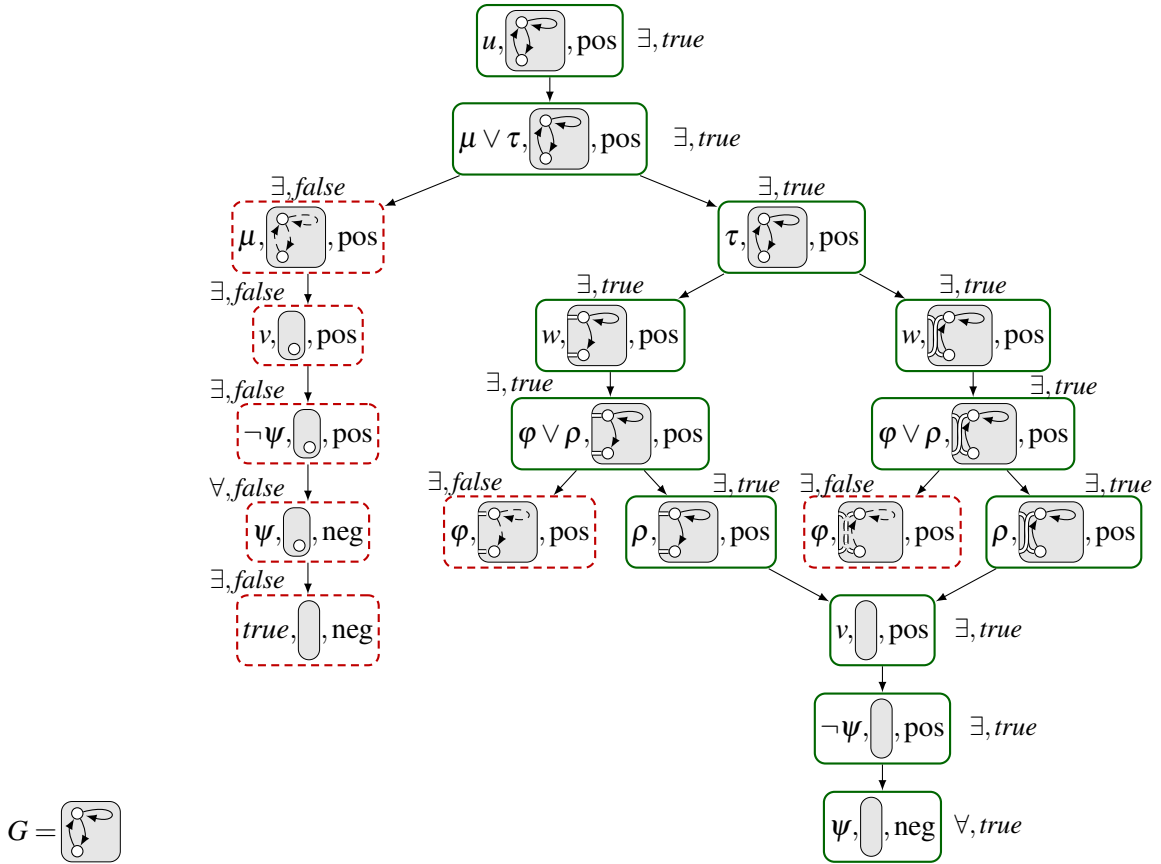 u, , pos ∃, true
μ ∨ τ, , pos ∃, true
∃, false ∃, true
μ, , pos τ, , pos
∃, false ∃, true ∃, true
v, , pos w, , pos w, , pos
∃, false ∃, true ∃, true
¬ψ, , pos φ ∨ ρ, , pos φ ∨ ρ, , pos
∀, false ∃, false ∃, true ∃, false ∃, true
ψ, , neg φ, , pos ρ, , pos φ, , pos ρ, , pos
∃, false
true, , neg v, , pos ∃, true
¬ψ, , pos ∃, true
G = ψ, , neg ∀, true